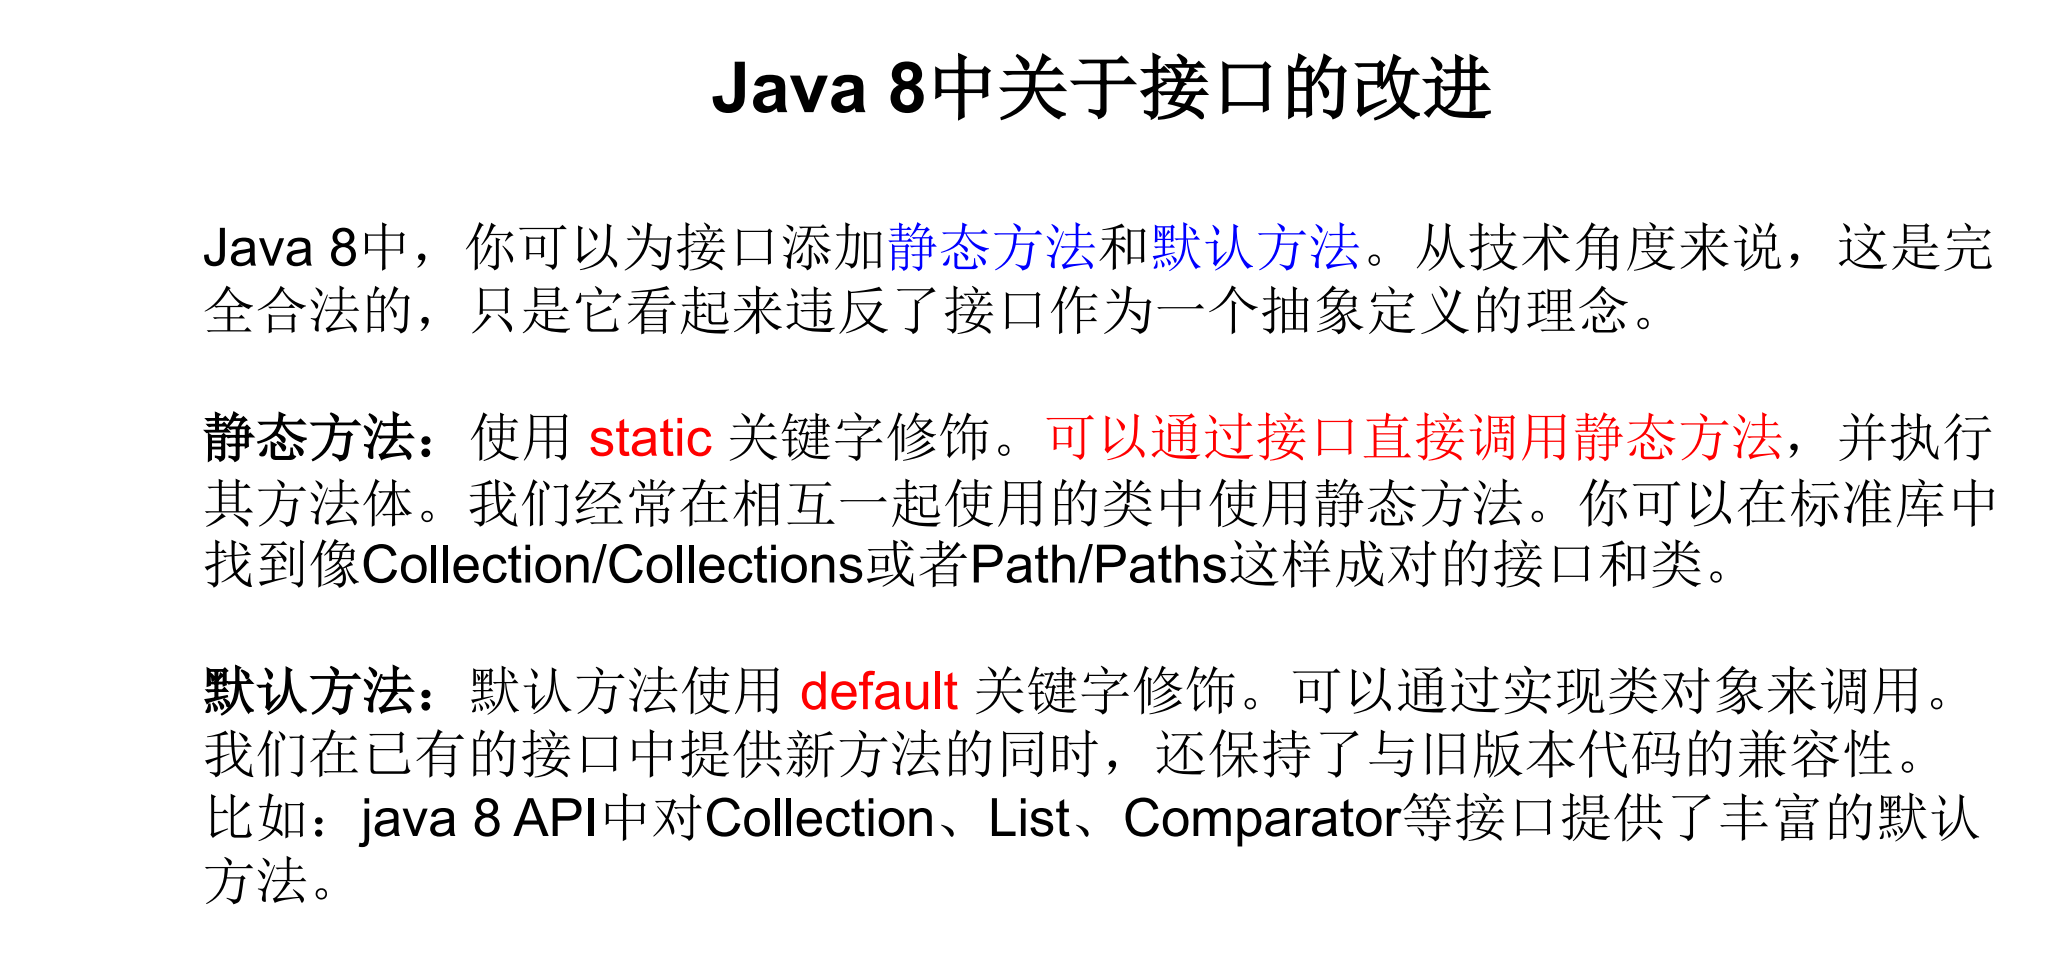 Java 8中关于接口的改进
Java 8中，你可以为接口添加静态方法和默认方法。从技术角度来说，这是完
全合法的，只是它看起来违反了接口作为一个抽象定义的理念。
静态方法：使用 static 关键字修饰。可以通过接口直接调用静态方法，并执行
其方法体。我们经常在相互一起使用的类中使用静态方法。你可以在标准库中
找到像Collection/Collections或者Path/Paths这样成对的接口和类。
默认方法：默认方法使用 default 关键字修饰。可以通过实现类对象来调用。
我们在已有的接口中提供新方法的同时，还保持了与旧版本代码的兼容性。
比如：java 8 API中对Collection、List、Comparator等接口提供了丰富的默认
方法。